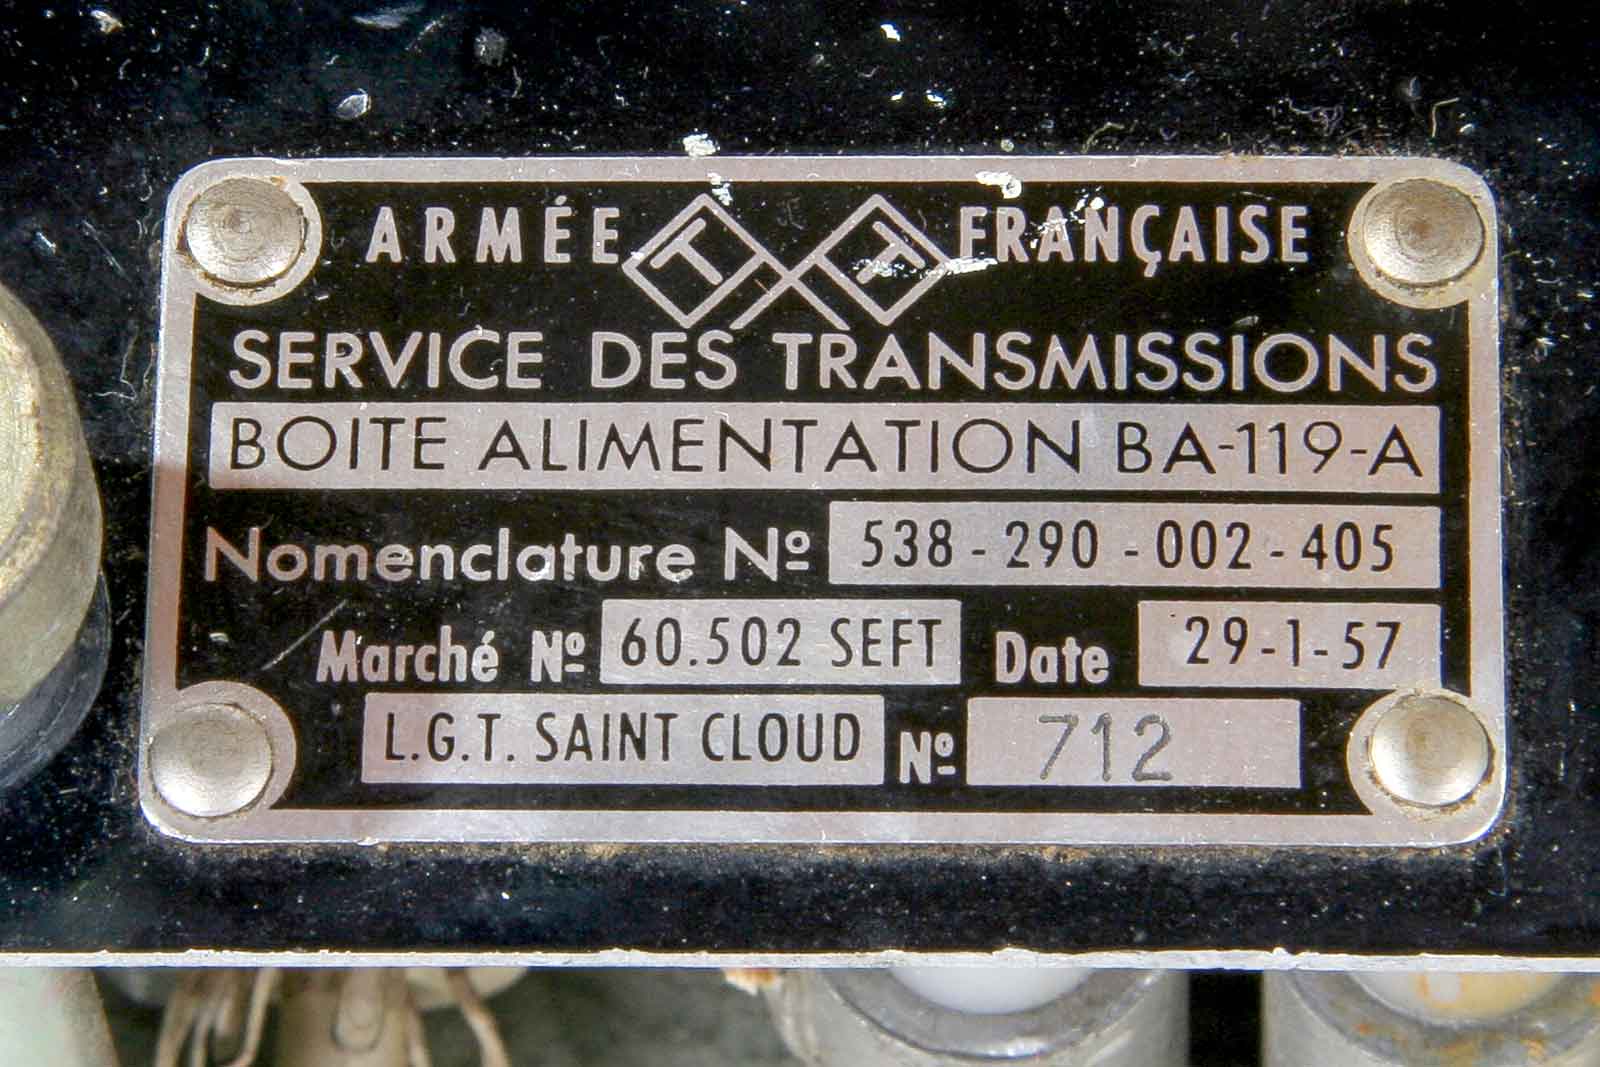 ARMÉE TT FRANÇAISE
SERVICE DES TRANSMISSIONS
BOITE ALIMENTATION BA-119-A
Nomenclature Nº 538-290-002-405
Marché Nº 60.502 SEFT Date 29-1-57
L.G.T. SAINT CLOUD Nº 712